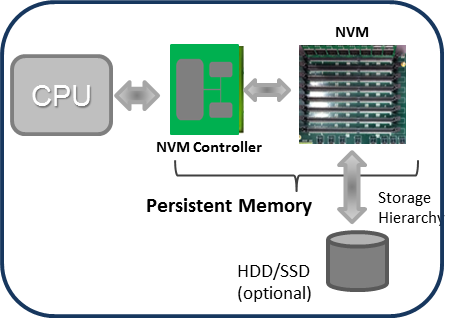 NVM
CPU
NVM Controller
Persistent Memory
Storage
Hierarchy
HDD/SSD
(optional)